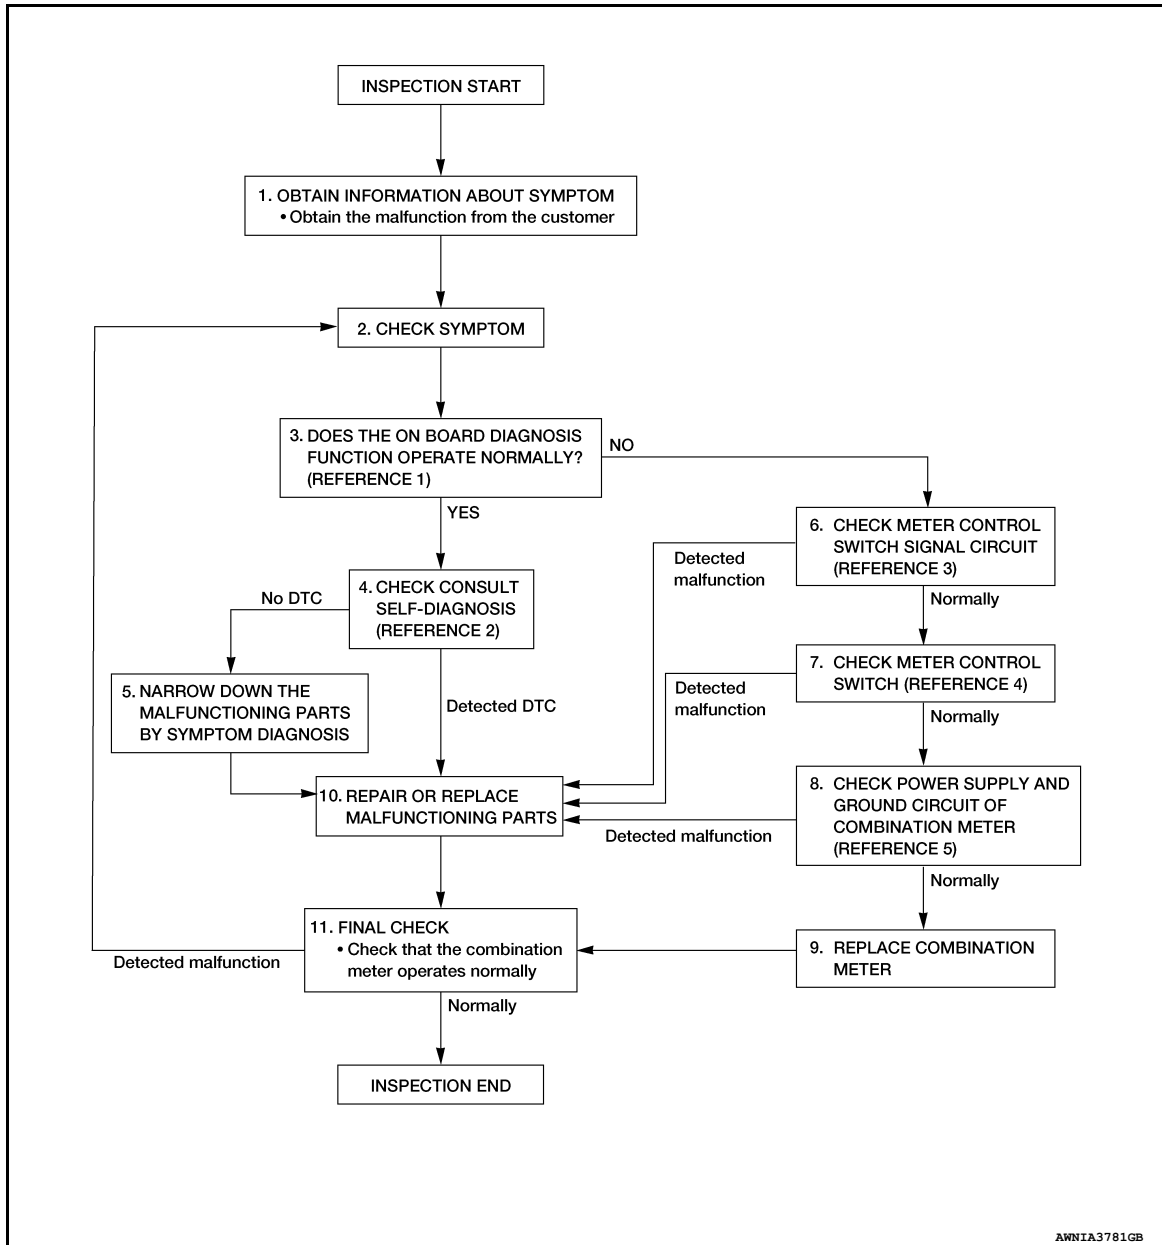 INSPECTION START
1. OBTAIN INFORMATION ABOUT SYMPTOM
• Obtain the malfunction from the customer
2. CHECK SYMPTOM
3. DOES THE ON BOARD DIAGNOSIS
FUNCTION OPERATE NORMALLY?
(REFERENCE 1)
NO
YES
6. CHECK METER CONTROL
SWITCH SIGNAL CIRCUIT
(REFERENCE 3)
Detected
malfunction
Normally
4. CHECK CONSULT
SELF-DIAGNOSIS
(REFERENCE 2)
No DTC
7. CHECK METER CONTROL
SWITCH (REFERENCE 4)
Detected
malfunction
Normally
5. NARROW DOWN THE
MALFUNCTIONING PARTS
BY SYMPTOM DIAGNOSIS
Detected DTC
8. CHECK POWER SUPPLY AND
GROUND CIRCUIT OF
COMBINATION METER
(REFERENCE 5)
10. REPAIR OR REPLACE
MALFUNCTIONING PARTS
Detected malfunction
Normally
11. FINAL CHECK
• Check that the combination
meter operates normally
9. REPLACE COMBINATION
METER
Detected malfunction
Normally
INSPECTION END
AWNIA3781GB